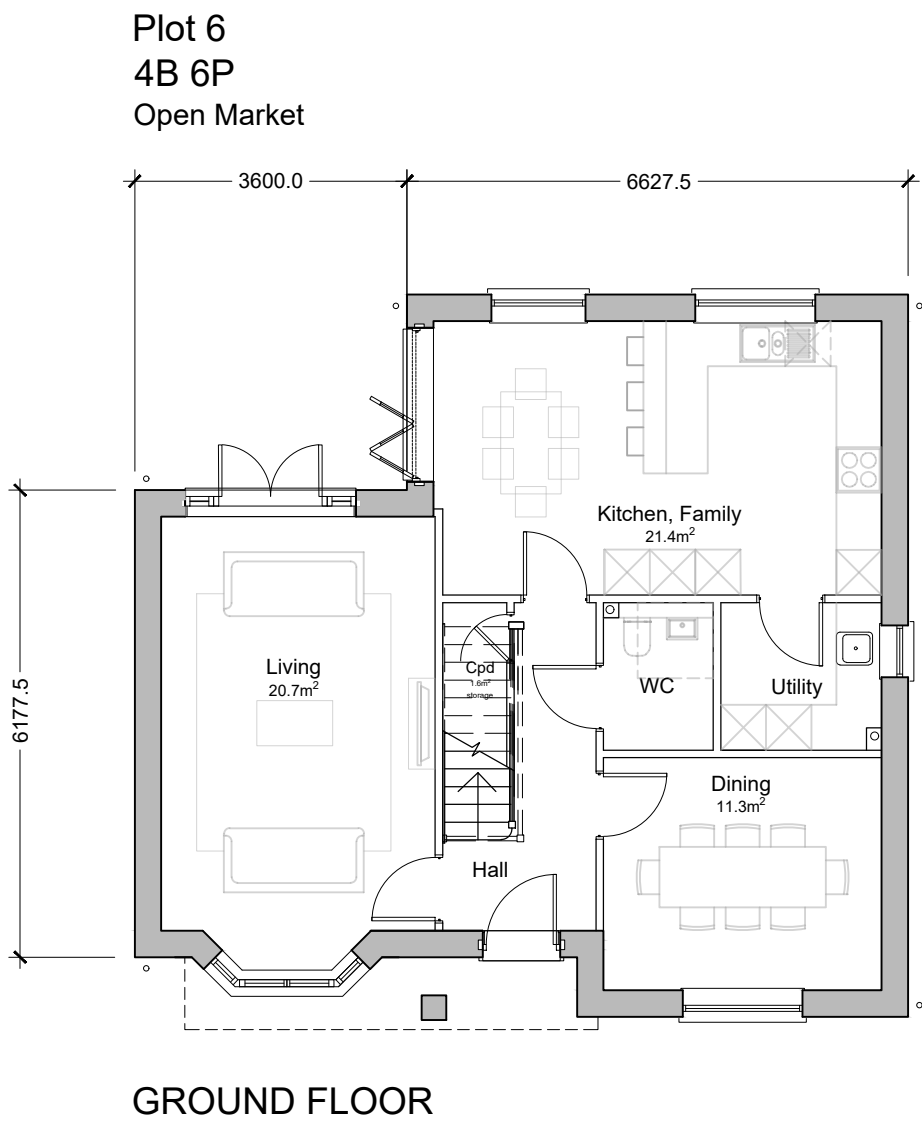 Plot 6
4B 6P
Open Market
3600.0
6627.5
6177.5
Kitchen, Family
21.4m²
Living
20.7m²
Cpd
1.6m²
storage
WC
Utility
Dining
11.3m²
Hall
GROUND FLOOR